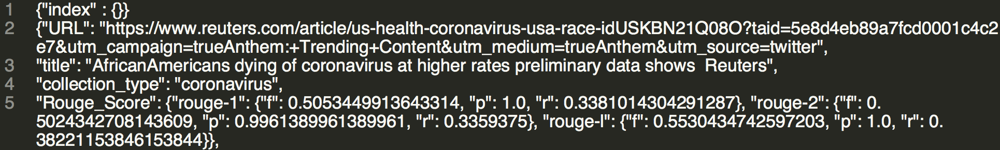 1 {"index" : {}}
2 {"URL": "https://www.reuters.com/article/us-health-coronavirus-usa-race-idUSKBN21Q08O?taid=5e8d4eb89a7fcd0001c4c2
e7&utm_campaign=trueAnthem:+Trending+Content&utm_medium=trueAnthem&utm_source=twitter",
3 "title": "AfricanAmericans dying of coronavirus at higher rates preliminary data shows  Reuters",
4 "collection_type": "coronavirus",
5 "Rouge_Score": {"rouge-1": {"f": 0.5053449913643314, "p": 1.0, "r": 0.3381014304291287}, "rouge-2": {"f": 0.
5024342708143609, "p": 0.9961389961389961, "r": 0.3359375}, "rouge-l": {"f": 0.5530434742597203, "p": 1.0, "r": 0.
38221153846153844}},